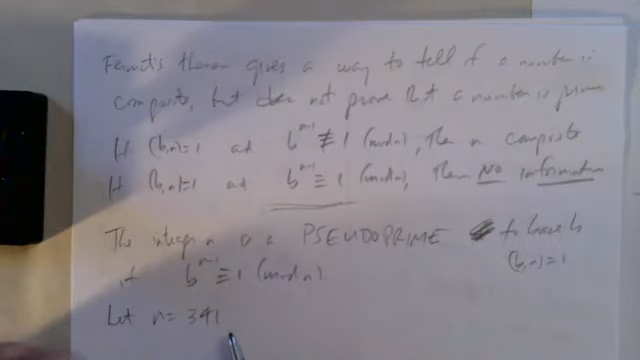 Fermat's theorem gives a way to tell if a number is
composite, but does not prove that a number is prime
If (b,n)=1 and b^{n-1} ≢ 1 (mod n), then n composite
If (b,n)=1 and b^{n-1} ≡ 1 (mod n), then NO information
The integer n is a PSEUDOPRIME to base b
if b^{n-1} ≡ 1 (mod n) (b,n)=1
Let n = 341